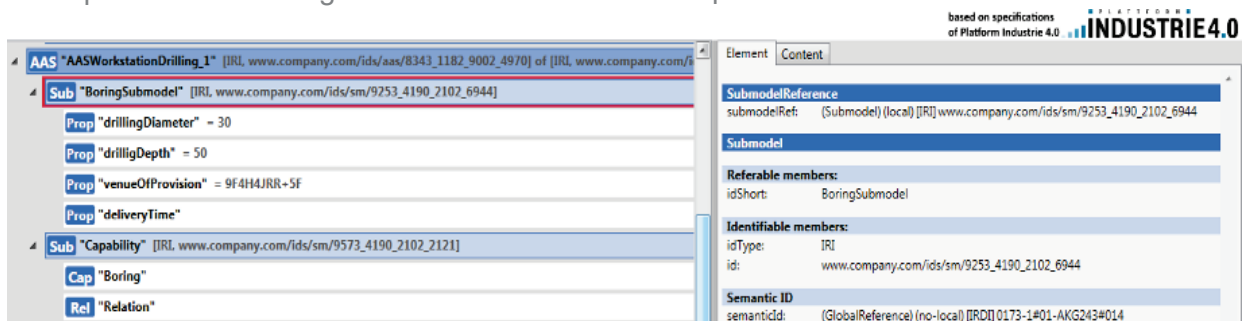 based on specifications
of Platform Industrie 4.0
PLATTFORM
INDUSTRIE4.0
AAS "AASWorkstationDrilling_1" [IRI, www.company.com/ids/aas/8343_1182_9002_4970] of [IRI, www.company.com/i
Sub "BoringSubmodel" [IRI, www.company.com/ids/sm/9253_4190_2102_6944]
Prop "drillingDiameter" = 30
Prop "drilligDepth" = 50
Prop "venueOfProvision" = 9F4H4JRR+5F
Prop "deliveryTime"
Sub "Capability" [IRI, www.company.com/ids/sm/9573_4190_2102_2121]
Cap "Boring"
Rel "Relation"
Element Content
SubmodelReference
submodelRef: (Submodel) (local) [IRI] www.company.com/ids/sm/9253_4190_2102_6944
Submodel
Referable members:
idShort: BoringSubmodel
Identifiable members:
idType: IRI
id: www.company.com/ids/sm/9253_4190_2102_6944
Semantic ID
semanticId: (GlobalReference) (no-local) [IRDI] 0173-1#01-AKG243#014